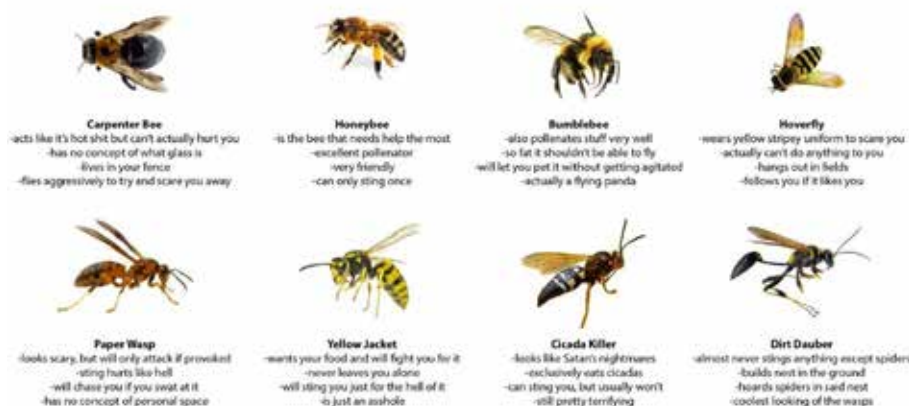 Carpenter Bee
-acts like it's hot shit but can't actually hurt you
-has no concept of what glass is
-lives in your fence
-flies aggressively to try and scare you away
Honeybee
-is the bee that needs help the most
-excellent pollenator
-very friendly
-can only sting once
Bumblebee
-also pollenates stuff very well
-so fat it shouldn't be able to fly
-will let you pet it without getting agitated
-actually a flying panda
Hoverfly
-wears yellow stripey uniform to scare you
-actually can't do anything to you
-hangs out in fields
-follows you if it likes you
Paper Wasp
-looks scary, but will only attack if provoked
-sting hurts like hell
-will chase you if you swat at it
-has no concept of personal space
Yellow Jacket
-wants your food and will fight you for it
-never leaves you alone
-will sting you just for the hell of it
-is just an asshole
Cicada Killer
-looks like Satan's nightmares
-exclusively eats cicadas
-can sting you, but usually won't
-still pretty terrifying
Dirt Dauber
-almost never stings anything except spiders
-builds nest in the ground
-hoards spiders in said nest
-coolest looking of the wasps